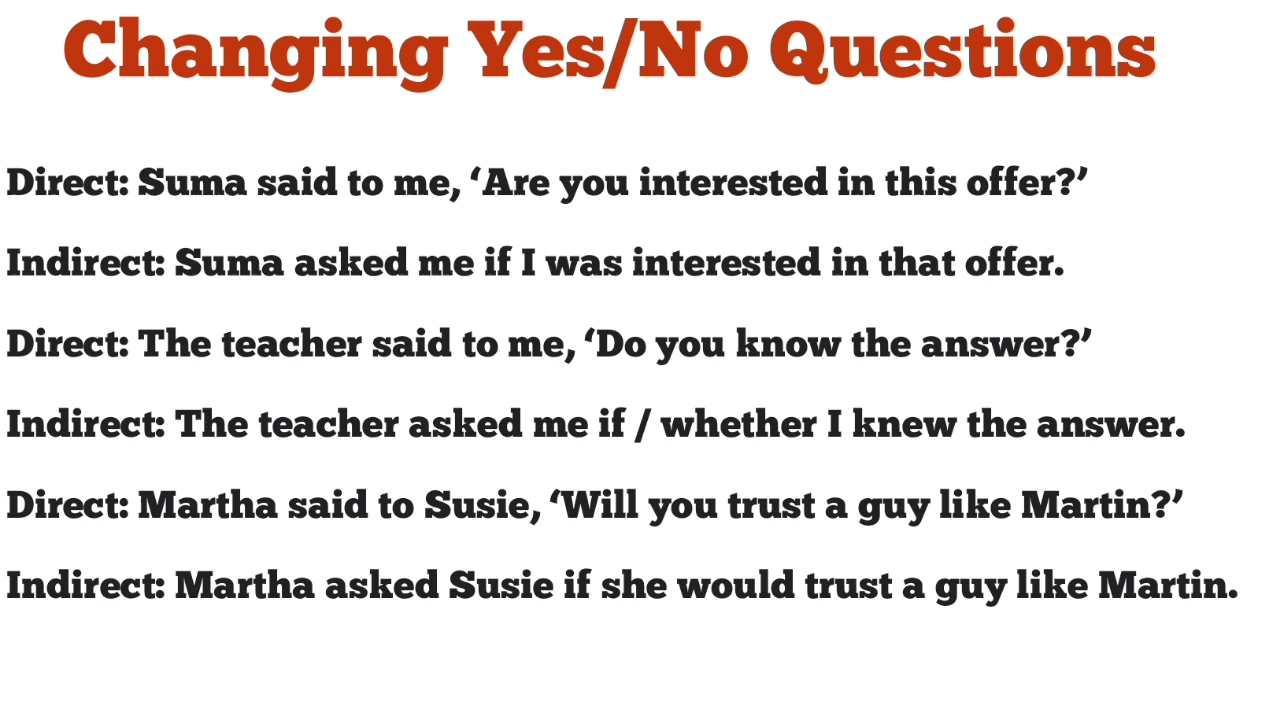 Changing Yes/No Questions
Direct: Suma said to me, ‘Are you interested in this offer?’
Indirect: Suma asked me if I was interested in that offer.
Direct: The teacher said to me, ‘Do you know the answer?’
Indirect: The teacher asked me if / whether I knew the answer.
Direct: Martha said to Susie, ‘Will you trust a guy like Martin?’
Indirect: Martha asked Susie if she would trust a guy like Martin.